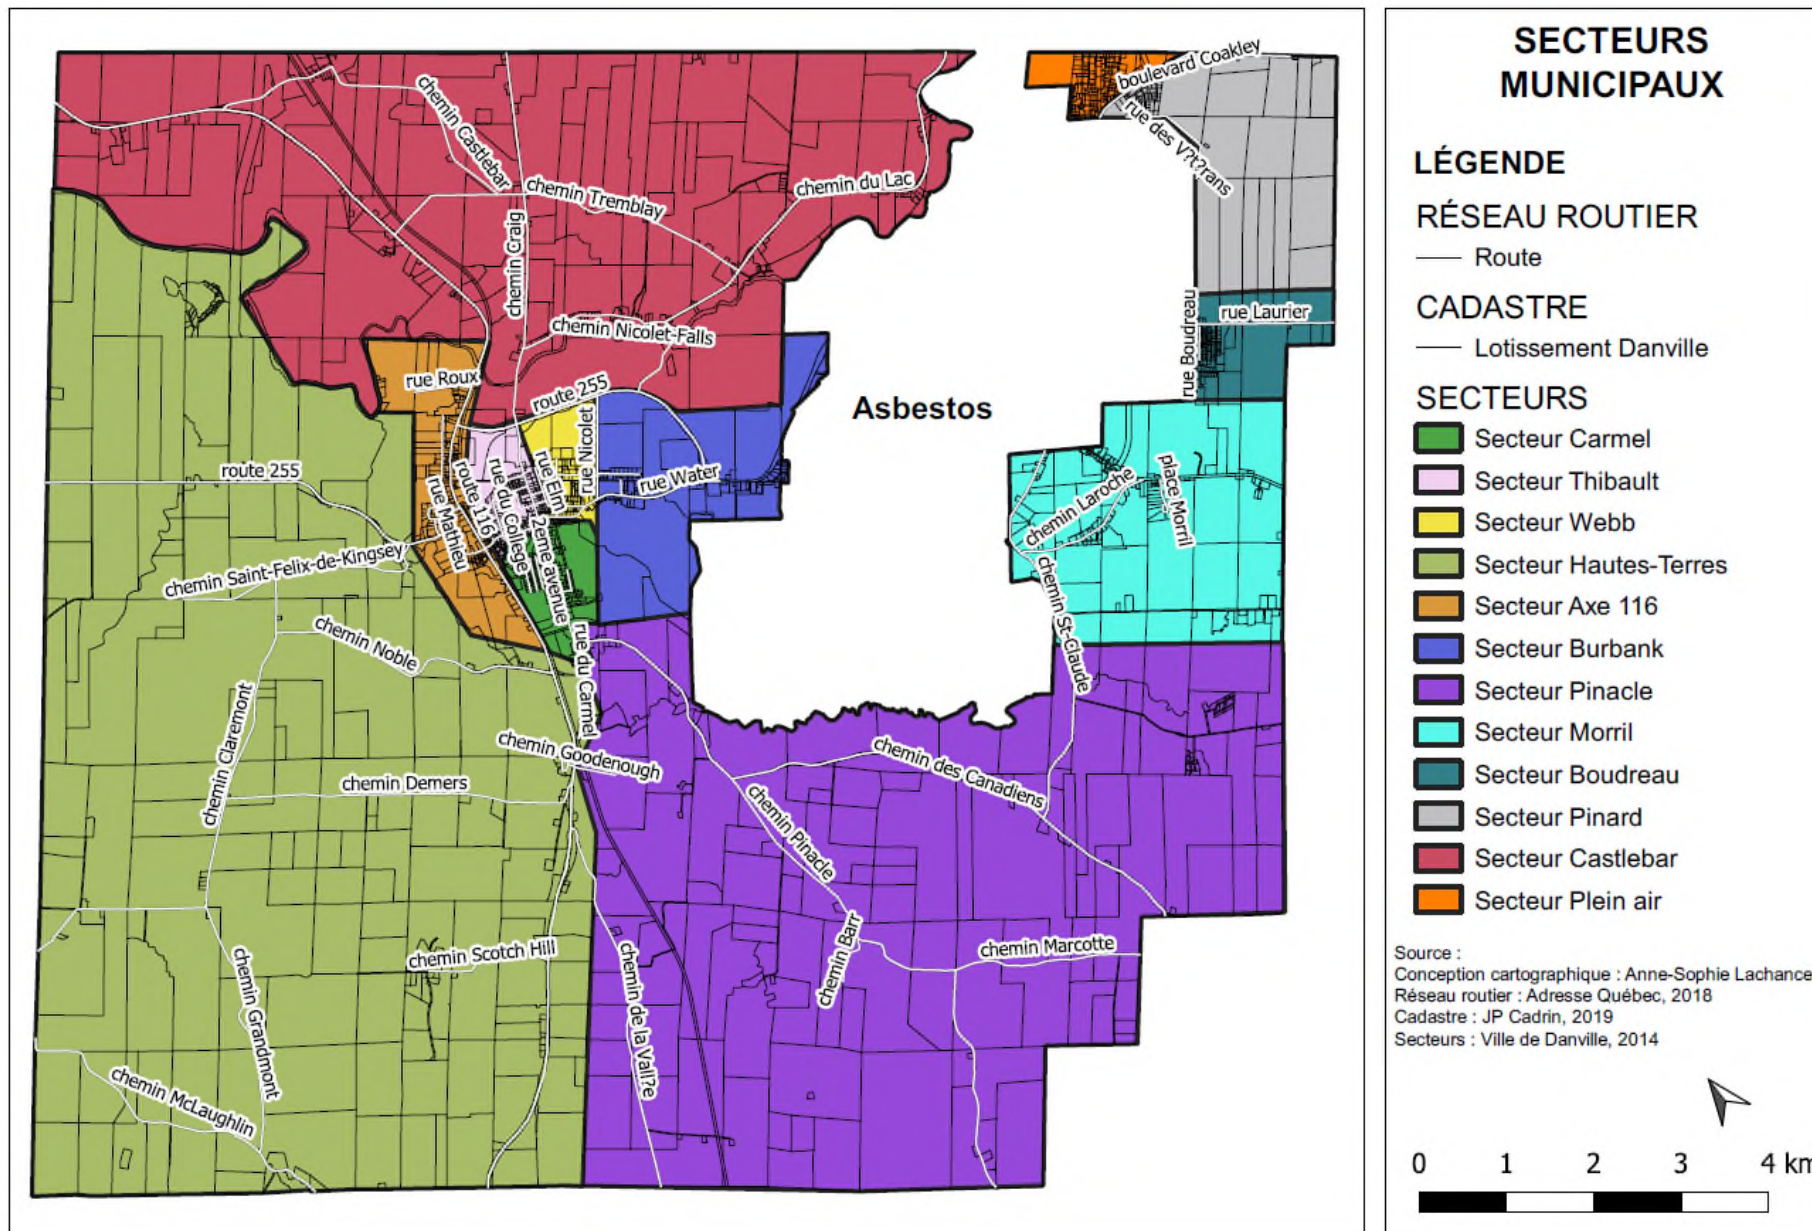 boulevard Coakley
chemin Castlebar
rue des V?t?rans
chemin Tremblay
chemin du Lac
chemin Craig
rue Boudreau
rue Laurier
chemin Nicolet-Falls
rue Roux
route 255
Asbestos
rue Nicolet
rue Elm
rue Water
route 255
route 116
rue Mathieu
rue du College
2eme avenue
chemin Laroche
place Morril
chemin Saint-Felix-de-Kingsey
chemin St-Claude
chemin Noble
rue du Carmel
chemin Claremont
chemin Goodenough
chemin Demers
chemin des Canadiens
chemin Pinacle
chemin Barr
chemin Marcotte
chemin Scotch Hill
chemin de la Vall?e
chemin Grandmont
chemin McLaughlin
SECTEURS
MUNICIPAUX
LÉGENDE
RÉSEAU ROUTIER
Route
CADASTRE
Lotissement Danville
SECTEURS
Secteur Carmel
Secteur Thibault
Secteur Webb
Secteur Hautes-Terres
Secteur Axe 116
Secteur Burbank
Secteur Pinacle
Secteur Morril
Secteur Boudreau
Secteur Pinard
Secteur Castlebar
Secteur Plein air
Source :
Conception cartographique : Anne-Sophie Lachance
Réseau routier : Adresse Québec, 2018
Cadastre : JP Cadrin, 2019
Secteurs : Ville de Danville, 2014
0 1 2 3 4 km